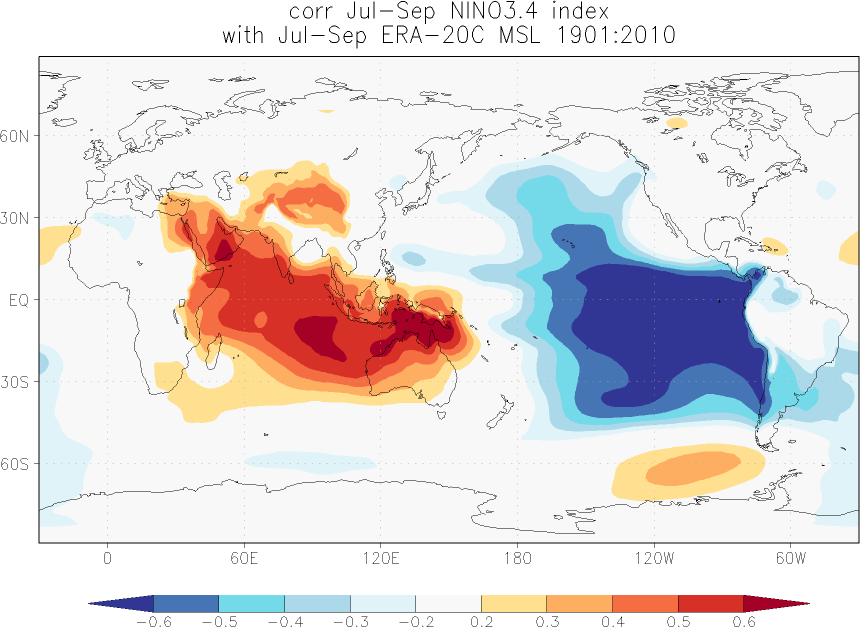 corr Jul-Sep NINO3.4 index
with Jul-Sep ERA-20C MSL 1901:2010
60N
30N
EQ
30S
60S
0 60E 120E 180 120W 60W
-0.6 -0.5 -0.4 -0.3 -0.2 0.2 0.3 0.4 0.5 0.6